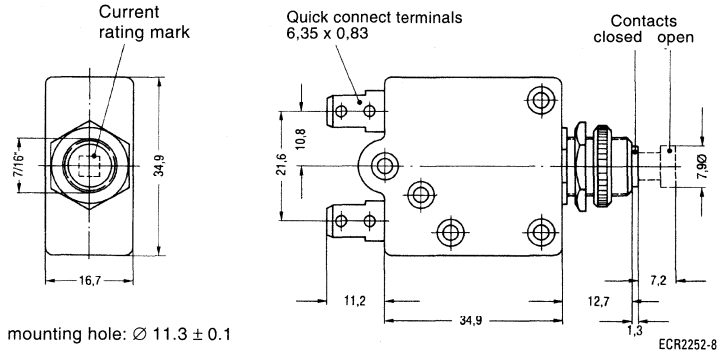 Current
rating mark
Quick connect terminals
6,35 x 0,83
Contacts
closed open
7/16"
34,9
16,7
21,6
10,8
7,9Ø
11,2
34,9
12,7
7,2
1,3
mounting hole: Ø 11.3 ± 0.1
ECR2252-8